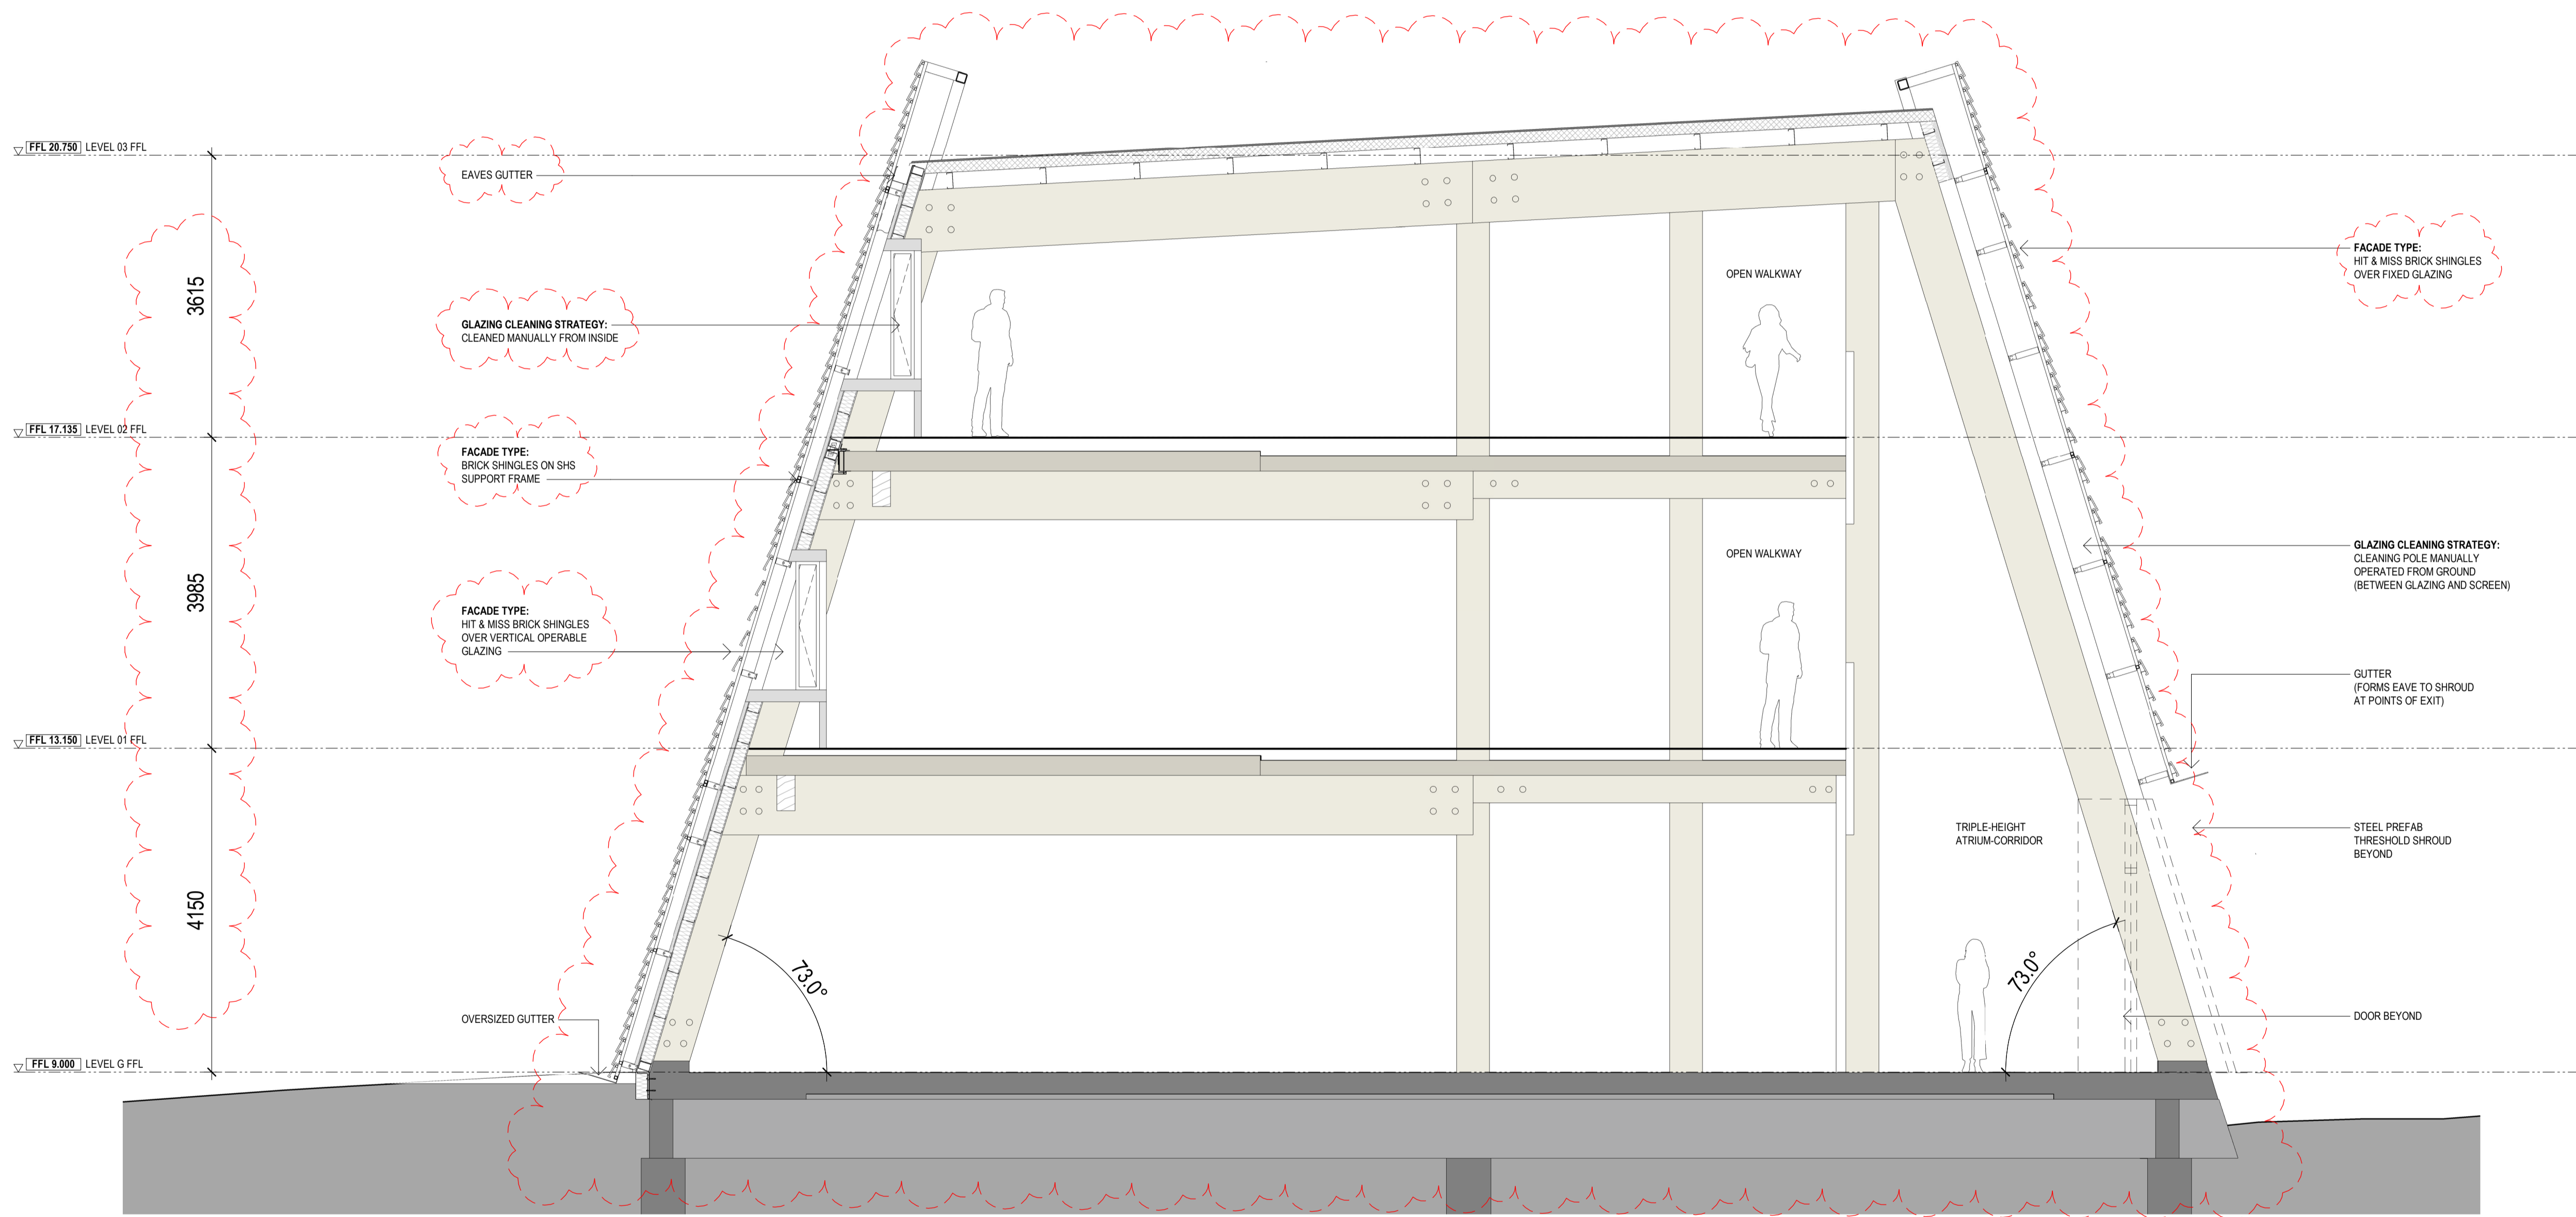 FFL 20.750 LEVEL 03 FFL
EAVES GUTTER
3615
GLAZING CLEANING STRATEGY:
CLEANED MANUALLY FROM INSIDE
FFL 17.135 LEVEL 02 FFL
FACADE TYPE:
BRICK SHINGLES ON SHS
SUPPORT FRAME
3985
FACADE TYPE:
HIT & MISS BRICK SHINGLES
OVER VERTICAL OPERABLE
GLAZING
FFL 13.150 LEVEL 01 FFL
4150
OVERSIZED GUTTER
FFL 9.000 LEVEL G FFL
73.0°
OPEN WALKWAY
OPEN WALKWAY
TRIPLE-HEIGHT
ATRIUM-CORRIDOR
73.0°
FACADE TYPE:
HIT & MISS BRICK SHINGLES
OVER FIXED GLAZING
GLAZING CLEANING STRATEGY:
CLEANING POLE MANUALLY
OPERATED FROM GROUND
(BETWEEN GLAZING AND SCREEN)
GUTTER
(FORMS EAVE TO SHROUD
AT POINTS OF EXIT)
STEEL PREFAB
THRESHOLD SHROUD
BEYOND
DOOR BEYOND